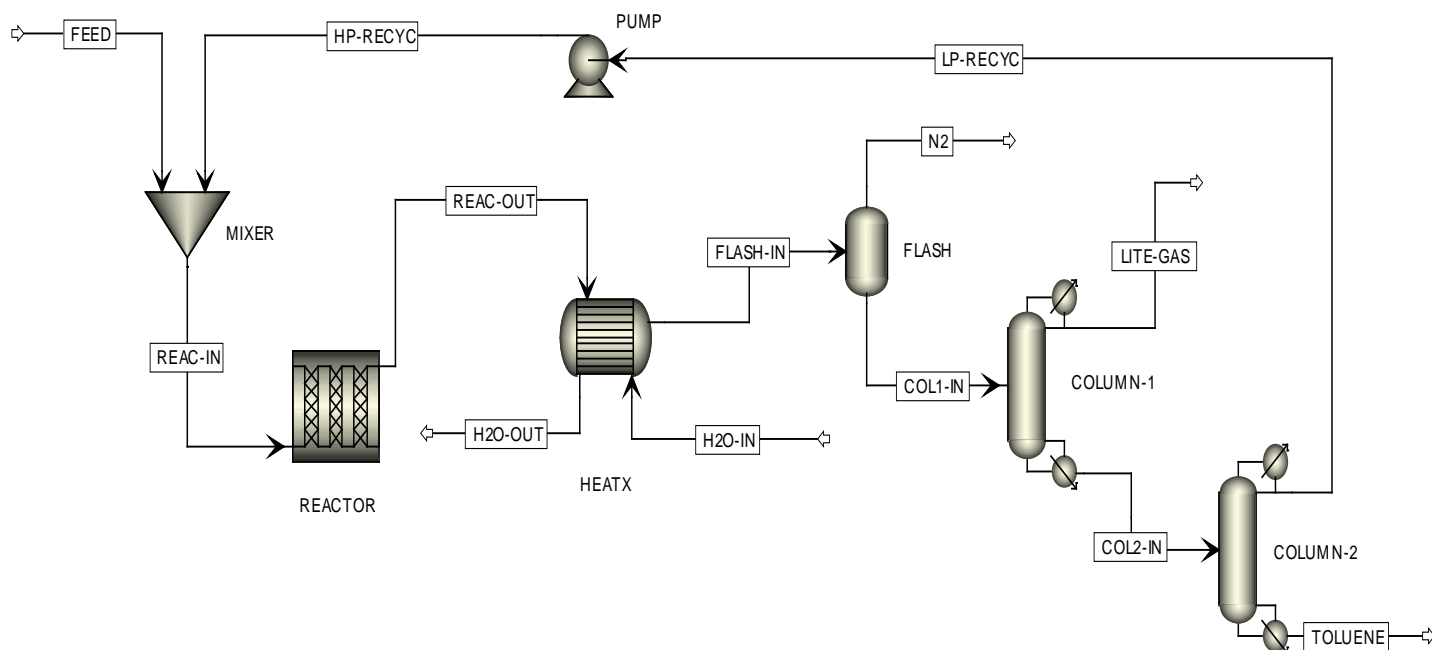 PUMP
FEED
HP-RECYC
LP-RECYC
N2
REAC-OUT
MIXER
FLASH-IN
FLASH
LITE-GAS
REAC-IN
COL1-IN
COLUMN-1
H2O-OUT
H2O-IN
HEATX
REACTOR
COL2-IN
COLUMN-2
TOLUENE